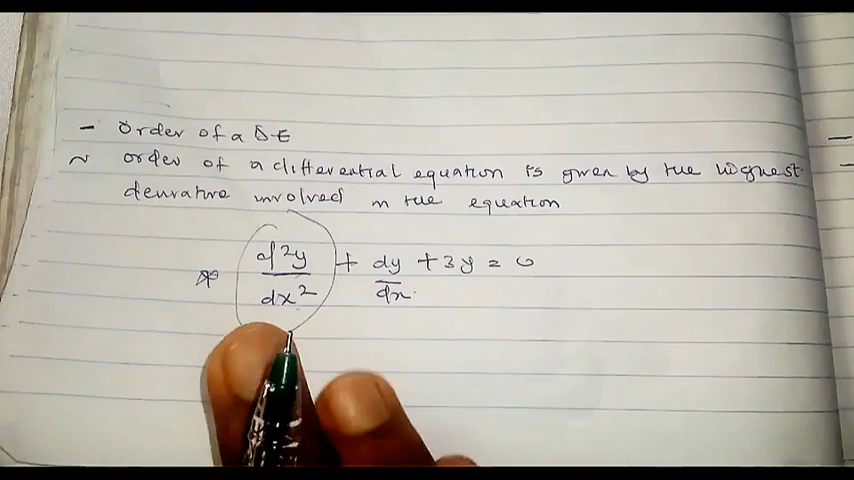 - Order of a DE
~ order of a differential equation is given by the highest
derivative involved in the equation
* d²y/dx² + dy/dx + 3y = 0